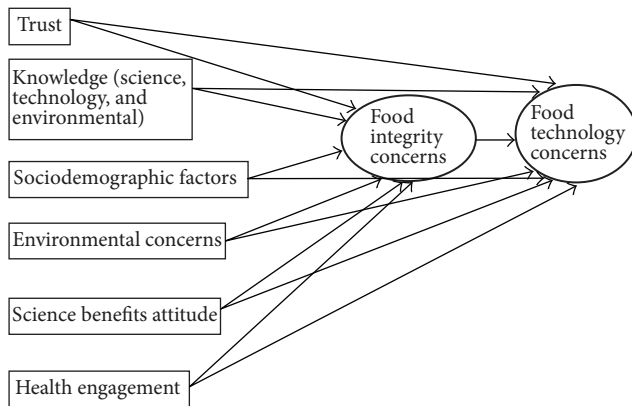 Trust
Knowledge (science,
technology, and
environmental)
Sociodemographic factors
Environmental concerns
Science benefits attitude
Health engagement
Food
integrity
concerns
Food
technology
concerns